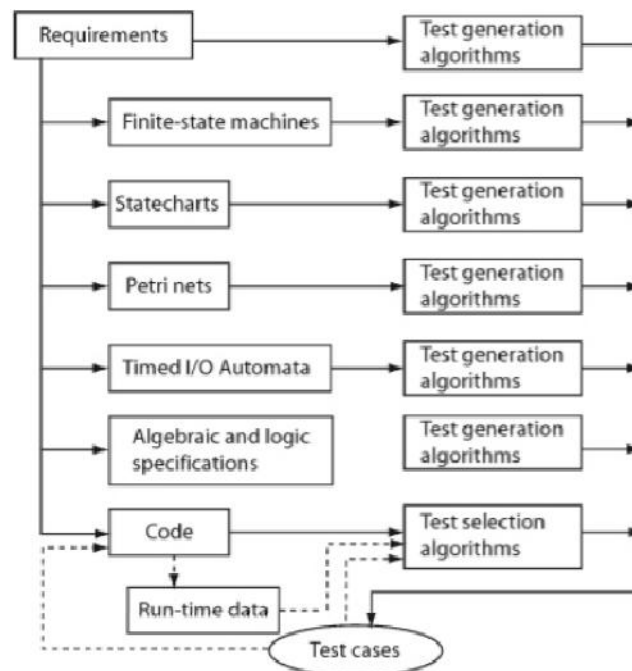 Requirements
Test generation
algorithms
Finite-state machines
Test generation
algorithms
Statecharts
Test generation
algorithms
Petri nets
Test generation
algorithms
Timed I/O Automata
Test generation
algorithms
Algebraic and logic
specifications
Test generation
algorithms
Code
Test selection
algorithms
Run-time data
Test cases